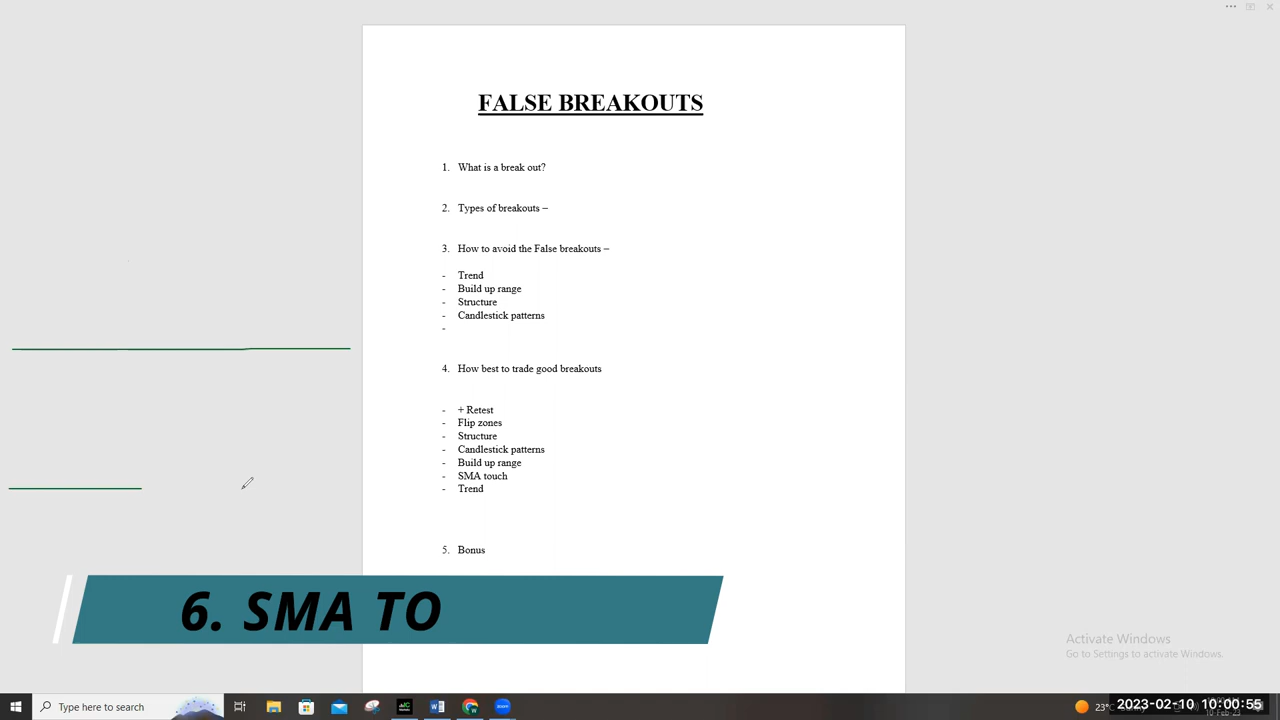 FALSE BREAKOUTS
1. What is a break out?
2. Types of breakouts –
3. How to avoid the False breakouts –
- Trend
- Build up range
- Structure
- Candlestick patterns
-
4. How best to trade good breakouts
- + Retest
- Flip zones
- Structure
- Candlestick patterns
- Build up range
- SMA touch
- Trend
5. Bonus
6. SMA TO
Activate Windows
Go to Settings to activate Windows.
Type here to search
23°C
2023-02-10 10:00:55